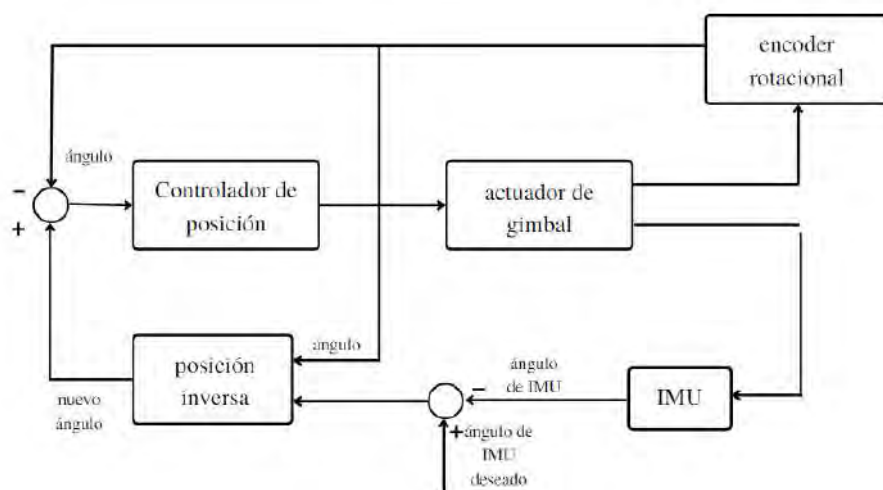 encoder
rotacional
ángulo
Controlador de
posición
actuador de
gimbal
−
+
posición
inversa
ángulo
nuevo
ángulo
ángulo
de IMU
−
IMU
+ángulo de
IMU
deseado